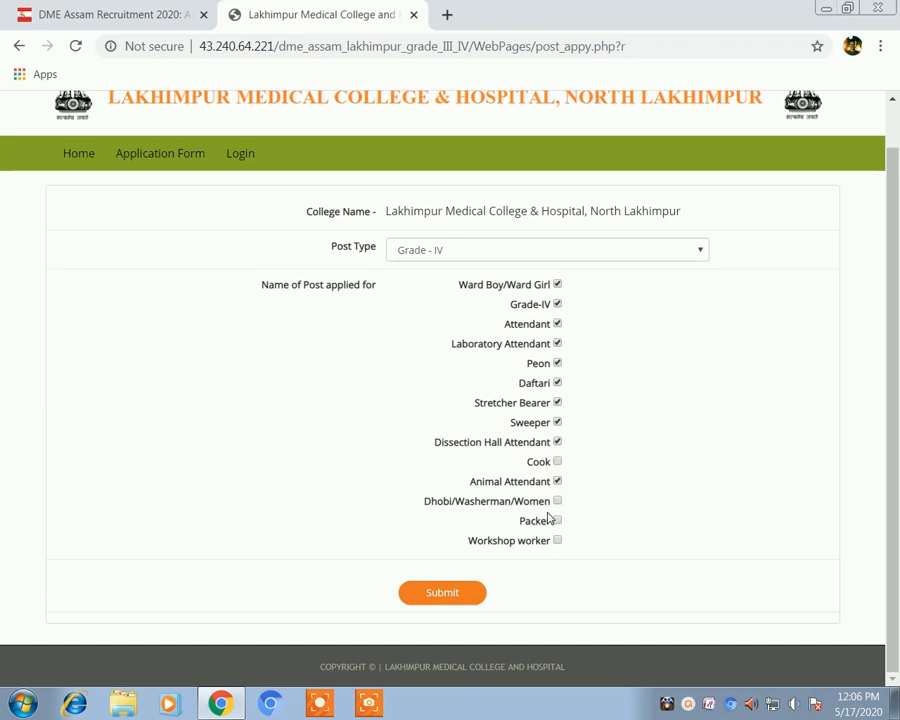 DME Assam Recruitment 2020: A
Lakhimpur Medical College and H
Not secure | 43.240.64.221/dme_assam_lakhimpur_grade_III_IV/WebPages/post_appy.php?r
Apps
LAKHIMPUR MEDICAL COLLEGE & HOSPITAL, NORTH LAKHIMPUR
Home Application Form Login
College Name - Lakhimpur Medical College & Hospital, North Lakhimpur
Post Type Grade - IV
Name of Post applied for Ward Boy/Ward Girl
Grade-IV
Attendant
Laboratory Attendant
Peon
Daftari
Stretcher Bearer
Sweeper
Dissection Hall Attendant
Cook
Animal Attendant
Dhobi/Washerman/Women
Packer
Workshop worker
Submit
COPYRIGHT © | LAKHIMPUR MEDICAL COLLEGE AND HOSPITAL
12:06 PM
5/17/2020